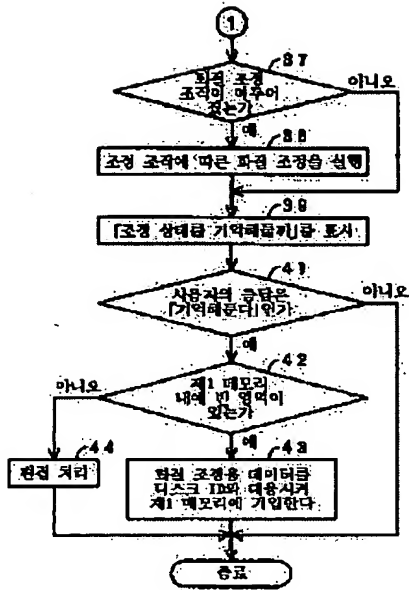 1
37
화질 조정
조작이 이루어
졌는가
아니오
예
38
조정 조작에 따른 화질 조정을 실행
39
「조정 상태를 기억해둘까」를 표시
41
사용자의 응답은
「기억해둔다」인가
아니오
예
42
제1 메모리
내에 빈 영역이
있는가
아니오
예
44
편집 처리
43
화질 조정용 데이터를
디스크 ID와 대응시켜
제1 메모리에 기입한다
종료